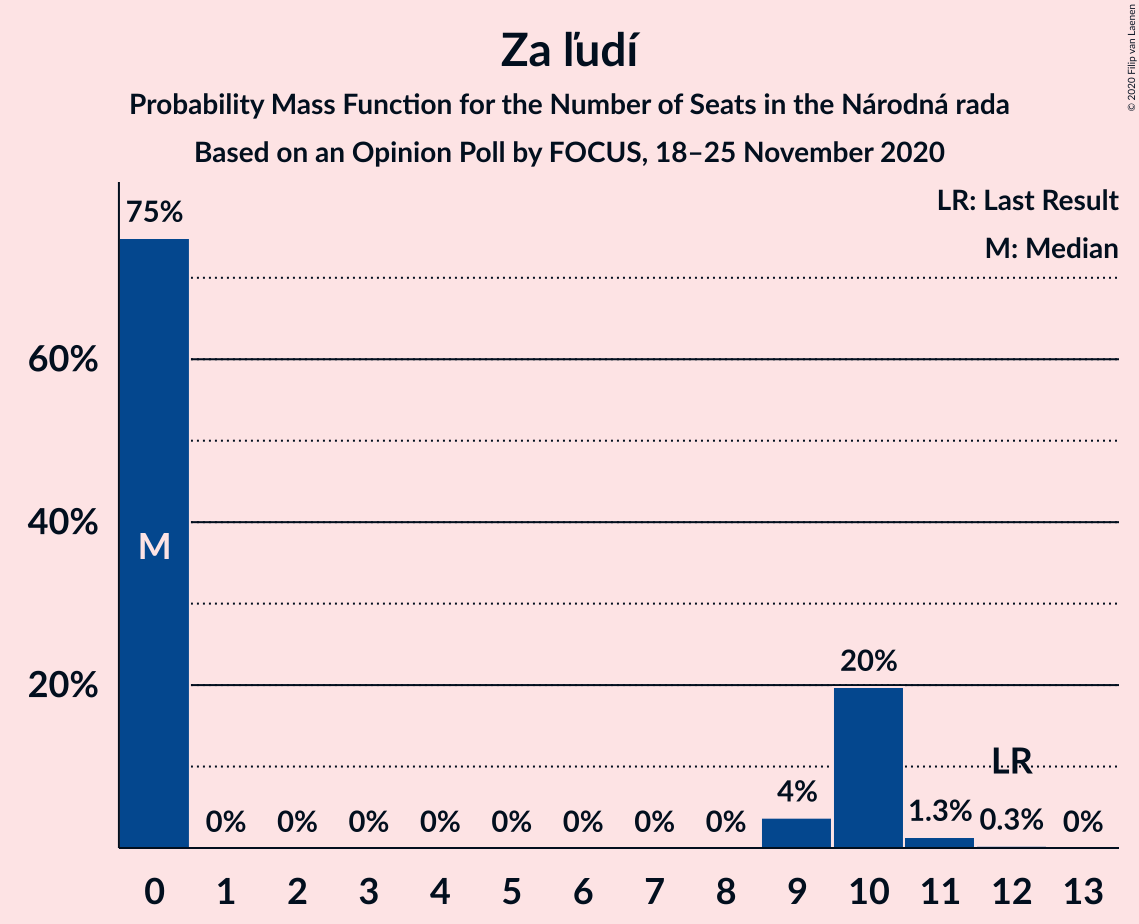 Za ľudí
Probability Mass Function for the Number of Seats in the Národná rada
Based on an Opinion Poll by FOCUS, 18–25 November 2020
© 2020 Filip van Laenen
LR: Last Result
M: Median
75%
60%
40%
M
20%
20%
LR
0% 0% 0% 0% 0% 0% 0% 0% 4% 1.3% 0.3% 0%
0 1 2 3 4 5 6 7 8 9 10 11 12 13